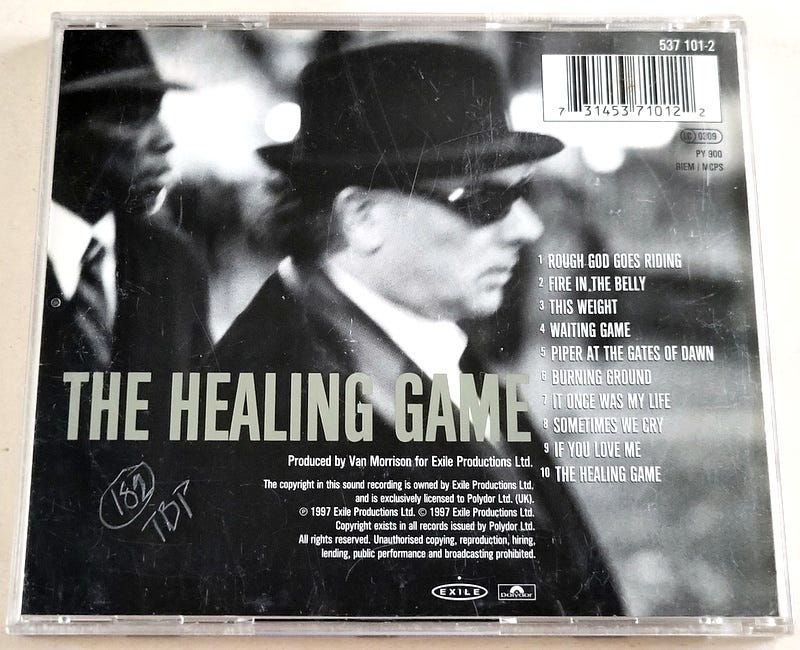 537 101-2
7 31453 71012 2
LC 0309
PY 900
BIEM / MCPS
1 ROUGH GOD GOES RIDING
2 FIRE IN THE BELLY
3 THIS WEIGHT
4 WAITING GAME
5 PIPER AT THE GATES OF DAWN
6 BURNING GROUND
7 IT ONCE WAS MY LIFE
8 SOMETIMES WE CRY
9 IF YOU LOVE ME
10 THE HEALING GAME
THE HEALING GAME
Produced by Van Morrison for Exile Productions Ltd.
The copyright in this sound recording is owned by Exile Productions Ltd.
and is exclusively licensed to Polydor Ltd. (UK).
℗ 1997 Exile Productions Ltd. © 1997 Exile Productions Ltd.
Copyright exists in all records issued by Polydor Ltd.
All rights reserved. Unauthorised copying, reproduction, hiring,
lending, public performance and broadcasting prohibited.
182
TBF
EXILE
Polydor